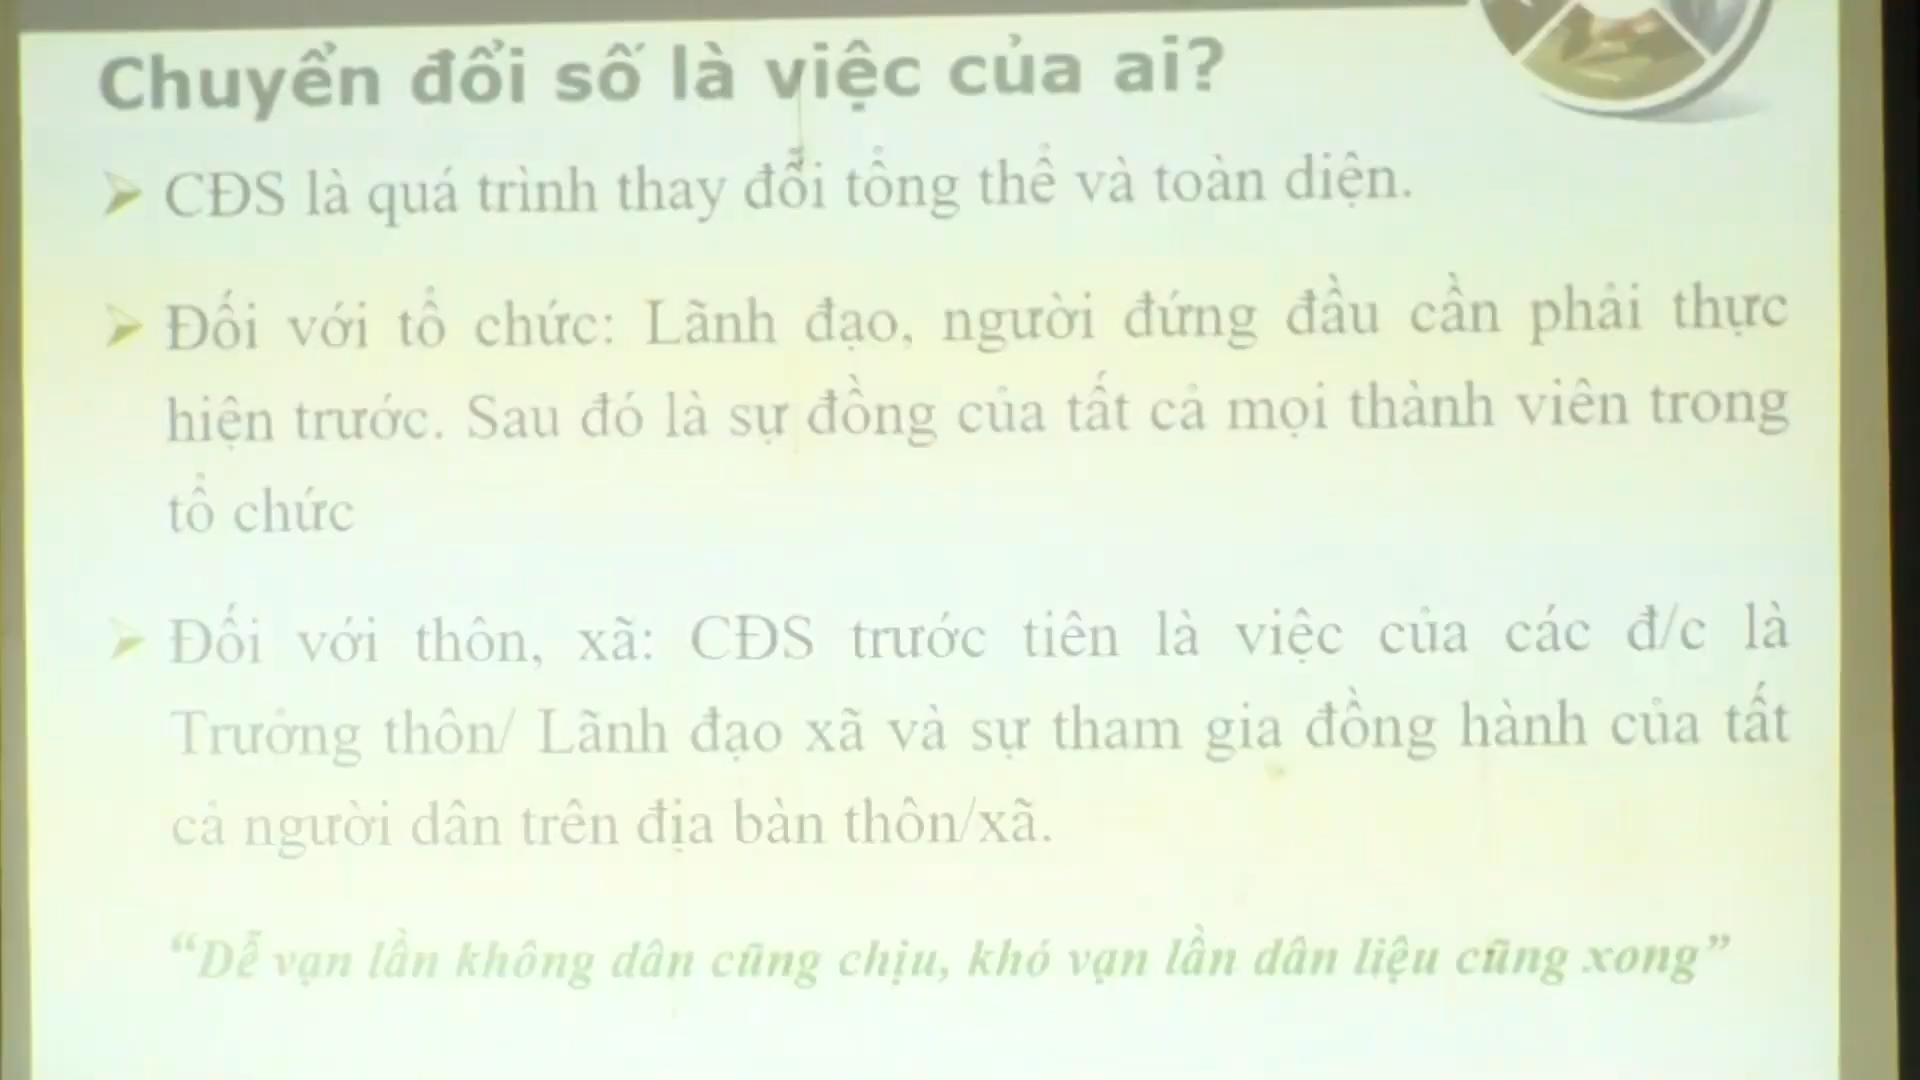 Chuyển đổi số là việc của ai?
CĐS là quá trình thay đổi tổng thể và toàn diện.
Đối với tổ chức: Lãnh đạo, người đứng đầu cần phải thực
hiện trước. Sau đó là sự đồng của tất cả mọi thành viên trong
tổ chức
Đối với thôn, xã: CĐS trước tiên là việc của các đ/c là
Trưởng thôn/ Lãnh đạo xã và sự tham gia đồng hành của tất
cả người dân trên địa bàn thôn/xã.
“Dễ vạn lần không dân cũng chịu, khó vạn lần dân liệu cũng xong”